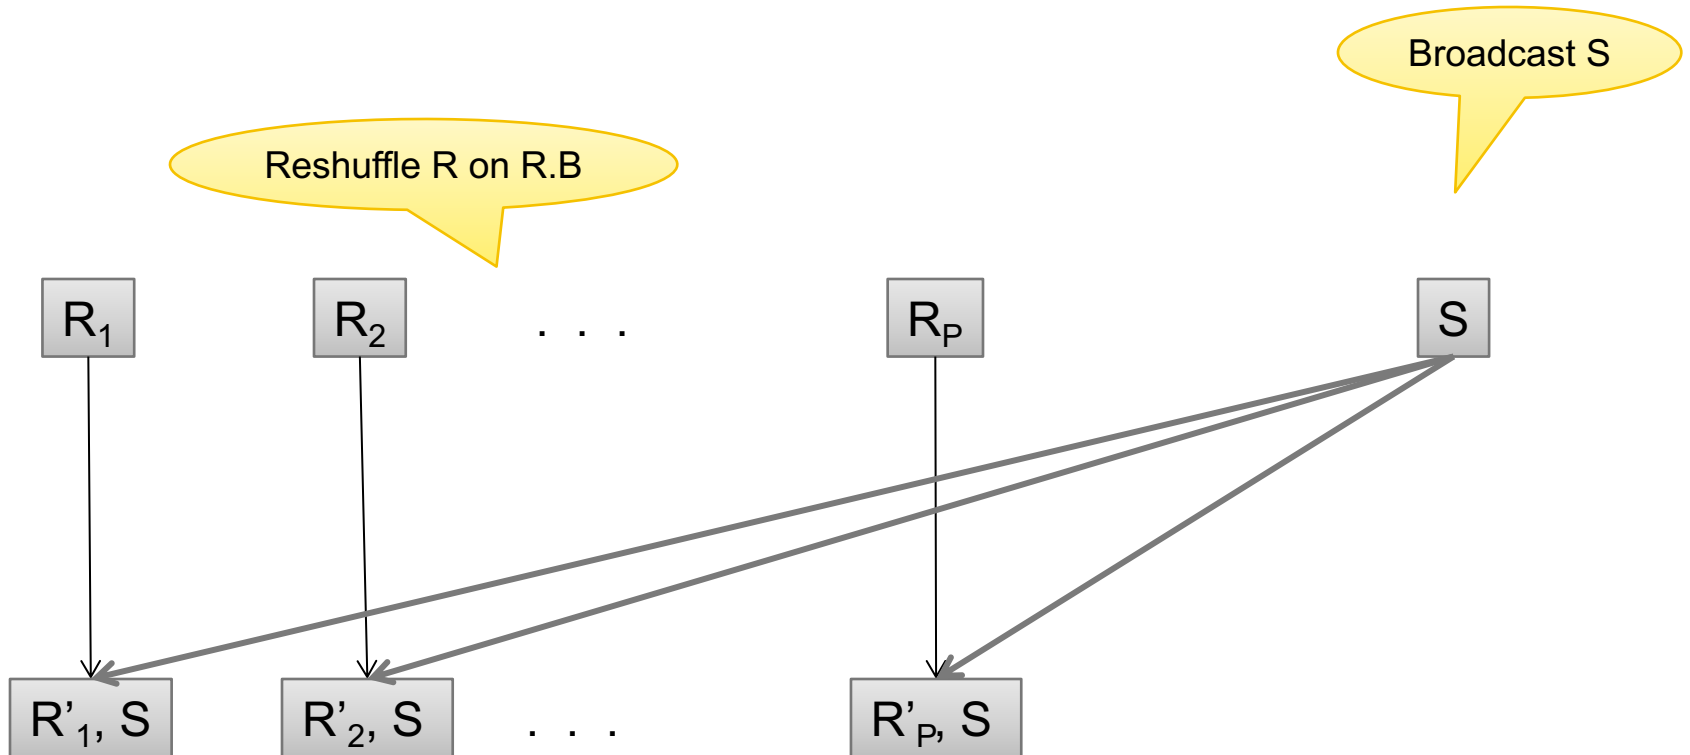 Broadcast S
Reshuffle R on R.B
R1 R2 . . . RP S
R’1, S R’2, S . . . R’P, S